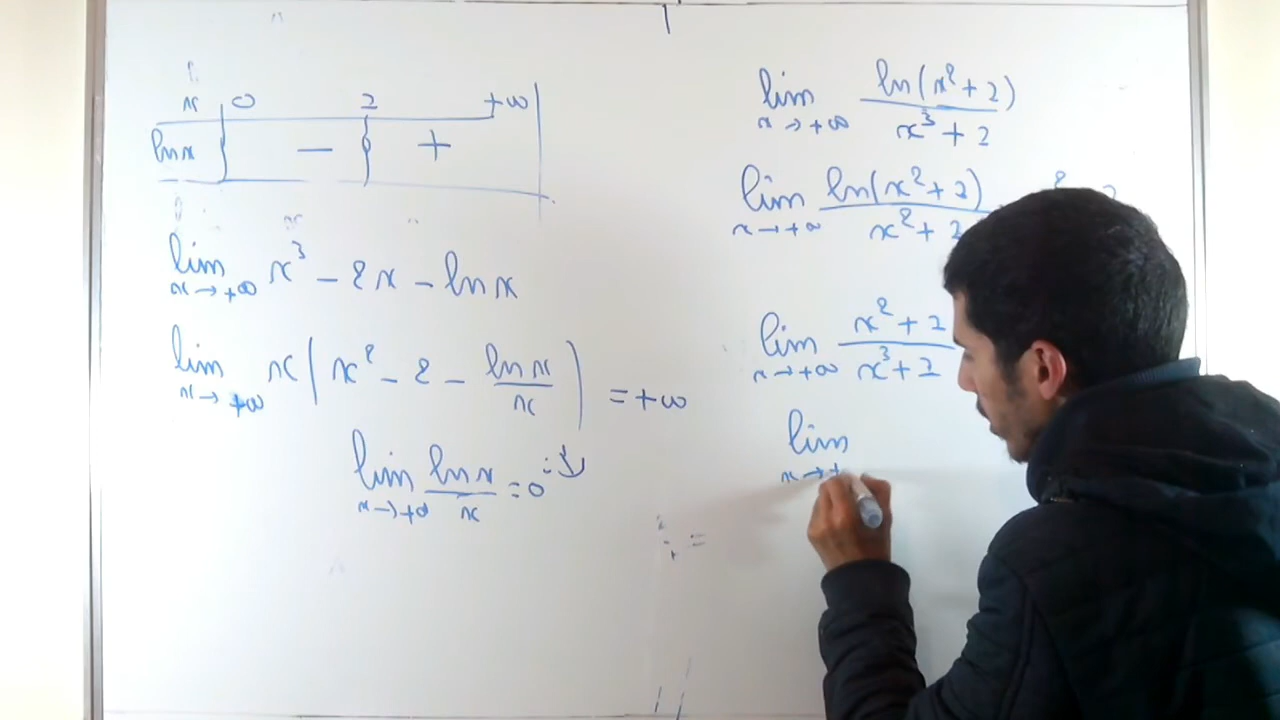 x 0 2 +∞
ln x − +
lim x→+∞ x³ − 2x − ln x
lim x→+∞ x( x² − 2 − ln x / x ) = +∞
lim x→+∞ ln x / x = 0
lim x→+∞ ln(x²+2) / x³+2
lim x→+∞ ln(x²+2) / x²+2
lim x→+∞ x²+2 / x³+2
lim x→+